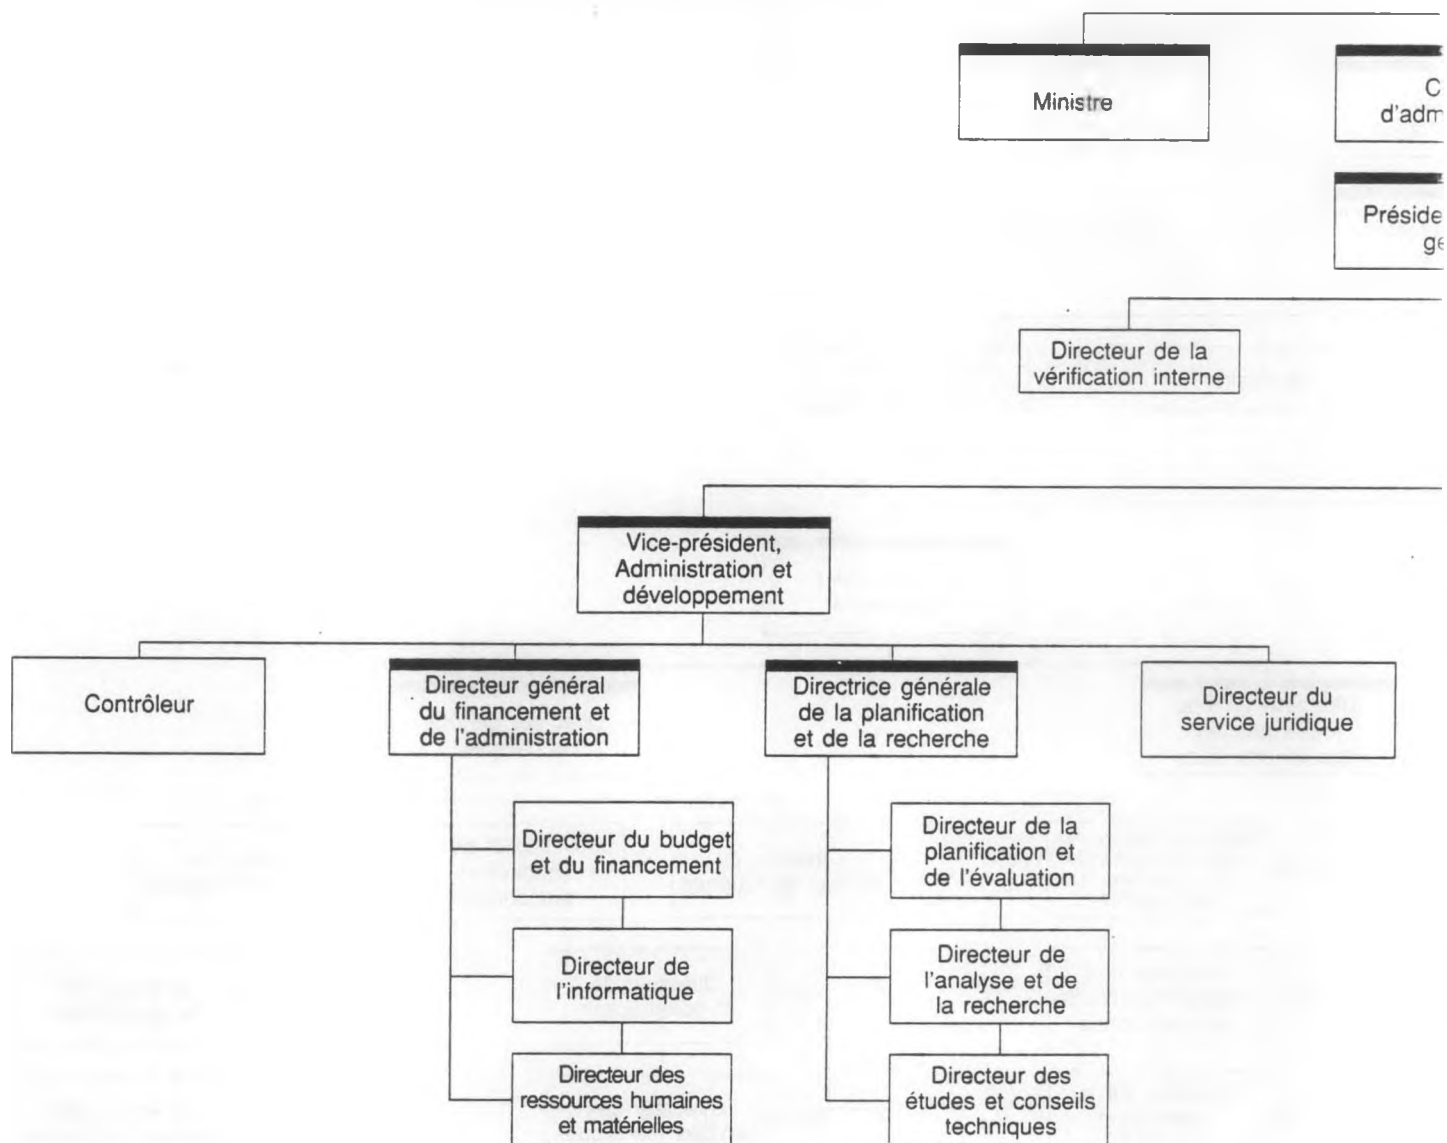 Ministre
C
d'adm
Préside
gé
Directeur de la
vérification interne
Vice-président,
Administration et
développement
Contrôleur
Directeur général
du financement et
de l'administration
Directrice générale
de la planification
et de la recherche
Directeur du
service juridique
Directeur du budget
et du financement
Directeur de la
planification et
de l'évaluation
Directeur de
l'informatique
Directeur de
l'analyse et de
la recherche
Directeur des
ressources humaines
et matérielles
Directeur des
études et conseils
techniques